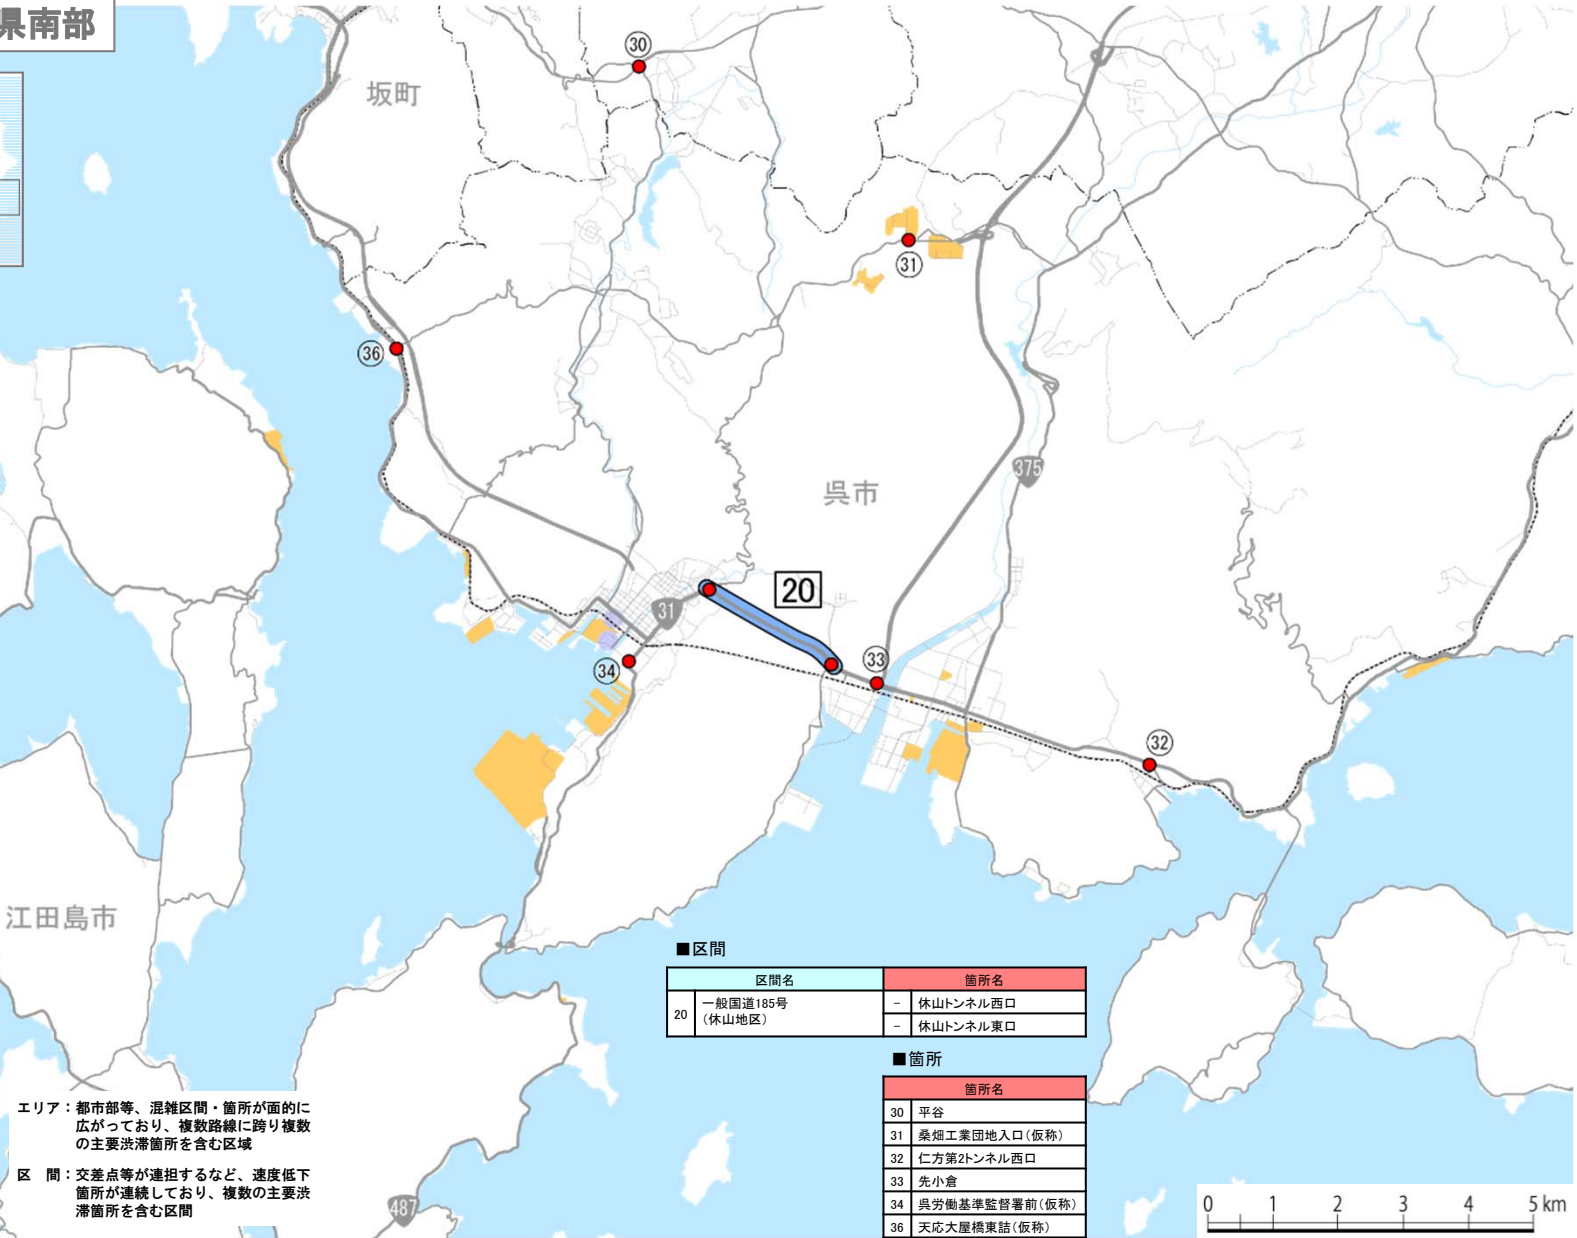 県南部
30
坂町
31
36
375
呉市
20
31
33
34
32
江田島市
■区間
区間名 箇所名
20 一般国道185号
(休山地区)
- 休山トンネル西口
- 休山トンネル東口
■箇所
箇所名
30 平谷
31 桑畑工業団地入口(仮称)
32 仁方第2トンネル西口
33 先小倉
34 呉労働基準監督署前(仮称)
36 天応大屋橋東詰(仮称)
エリア：都市部等、混雑区間・箇所が面的に
広がっており、複数路線に跨り複数
の主要渋滞箇所を含む区域
区　間：交差点等が連担するなど、速度低下
箇所が連続しており、複数の主要渋
滞箇所を含む区間
487
0 1 2 3 4 5 km